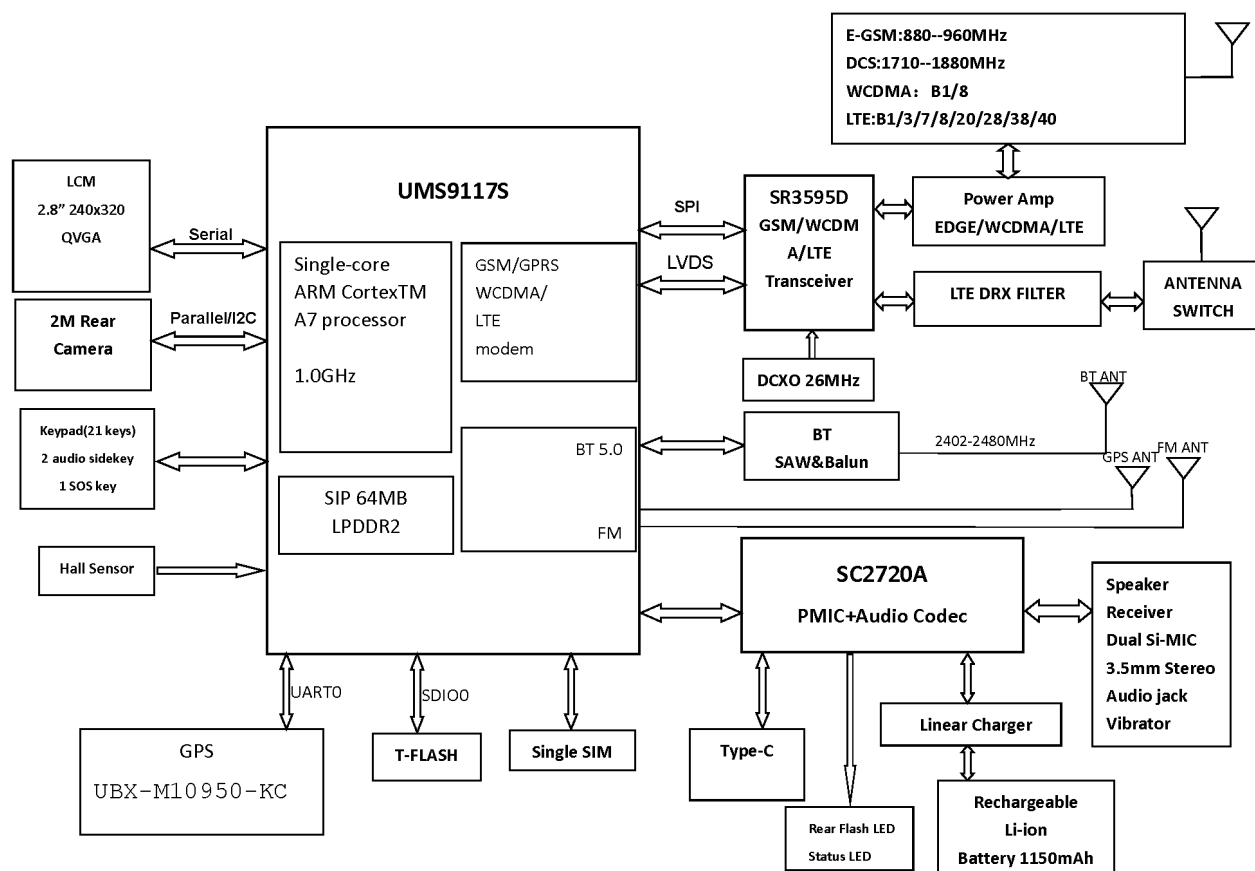 E-GSM:880--960MHz
DCS:1710--1880MHz
WCDMA: B1/8
LTE:B1/3/7/8/20/28/38/40
LCM
2.8” 240x320
QVGA
Serial
2M Rear
Camera
Parallel/I2C
Keypad(21 keys)
2 audio sidekey
1 SOS key
Hall Sensor
UMS9117S
Single-core
ARM CortexTM
A7 processor
1.0GHz
GSM/GPRS
WCDMA/
LTE
modem
SIP 64MB
LPDDR2
BT 5.0
FM
SPI
LVDS
SR3595D
GSM/WCDM
A/LTE
Transceiver
Power Amp
EDGE/WCDMA/LTE
LTE DRX FILTER
ANTENNA
SWITCH
DCXO 26MHz
BT
SAW&Balun
2402-2480MHz
BT ANT
GPS ANT
FM ANT
SC2720A
PMIC+Audio Codec
Speaker
Receiver
Dual Si-MIC
3.5mm Stereo
Audio jack
Vibrator
UART0
SDIO0
GPS
UBX-M10950-KC
T-FLASH
Single SIM
Type-C
Linear Charger
Rear Flash LED
Status LED
Rechargeable
Li-ion
Battery 1150mAh